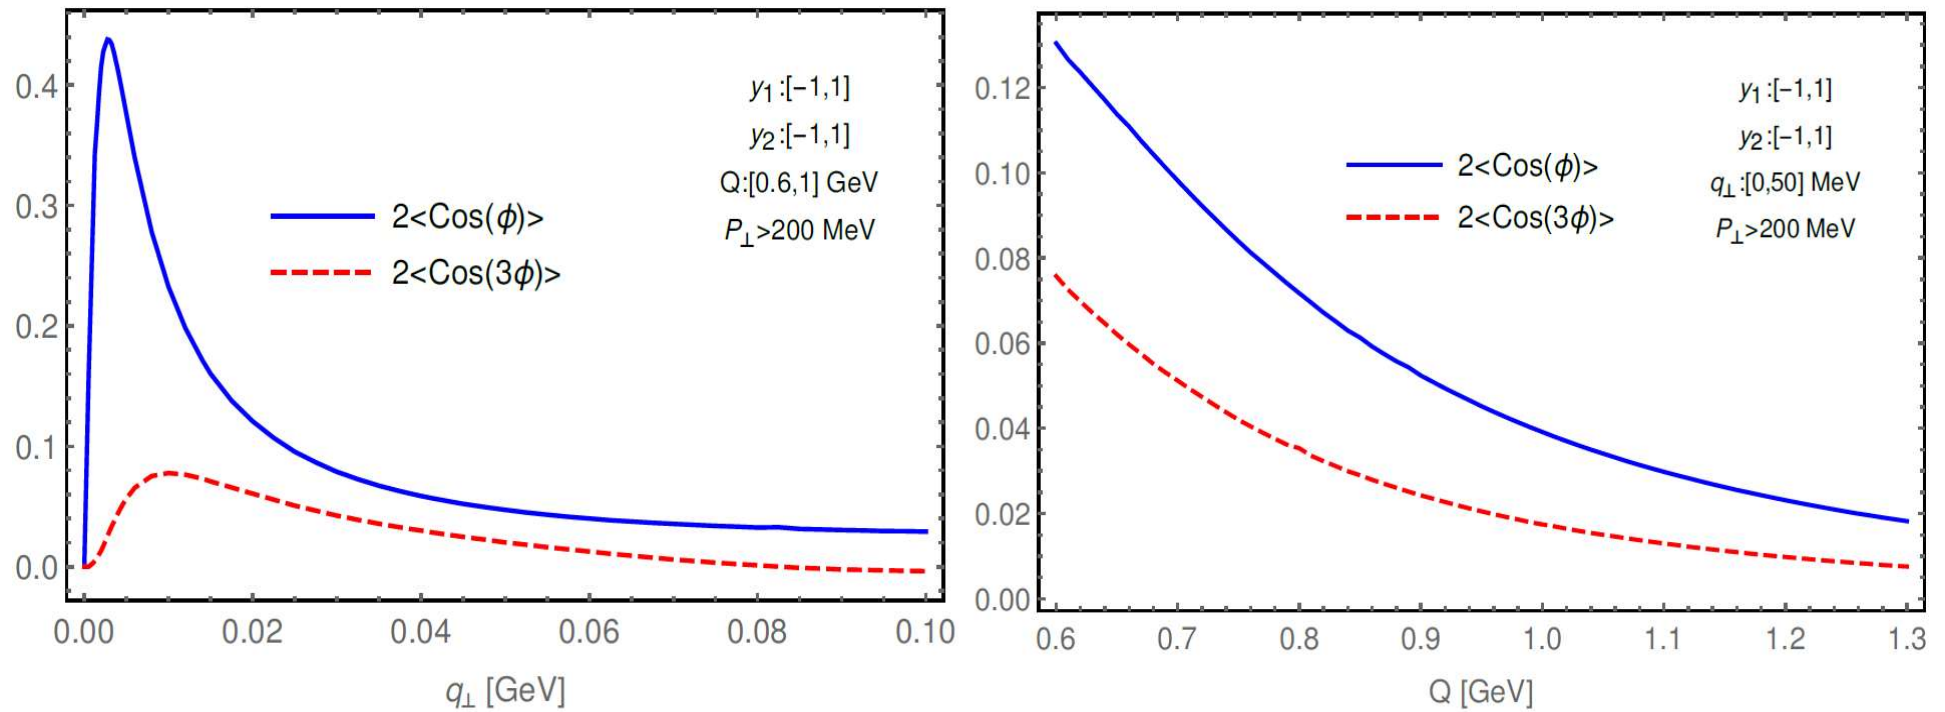 0.4
0.3
0.2
0.1
0.0
y₁:[−1,1]
y₂:[−1,1]
Q:[0.6,1] GeV
P⊥>200 MeV
2<Cos(ϕ)>
2<Cos(3ϕ)>
0.00 0.02 0.04 0.06 0.08 0.10
q⊥ [GeV]
0.12
0.10
0.08
0.06
0.04
0.02
0.00
y₁:[−1,1]
y₂:[−1,1]
q⊥:[0,50] MeV
P⊥>200 MeV
2<Cos(ϕ)>
2<Cos(3ϕ)>
0.6 0.7 0.8 0.9 1.0 1.1 1.2 1.3
Q [GeV]